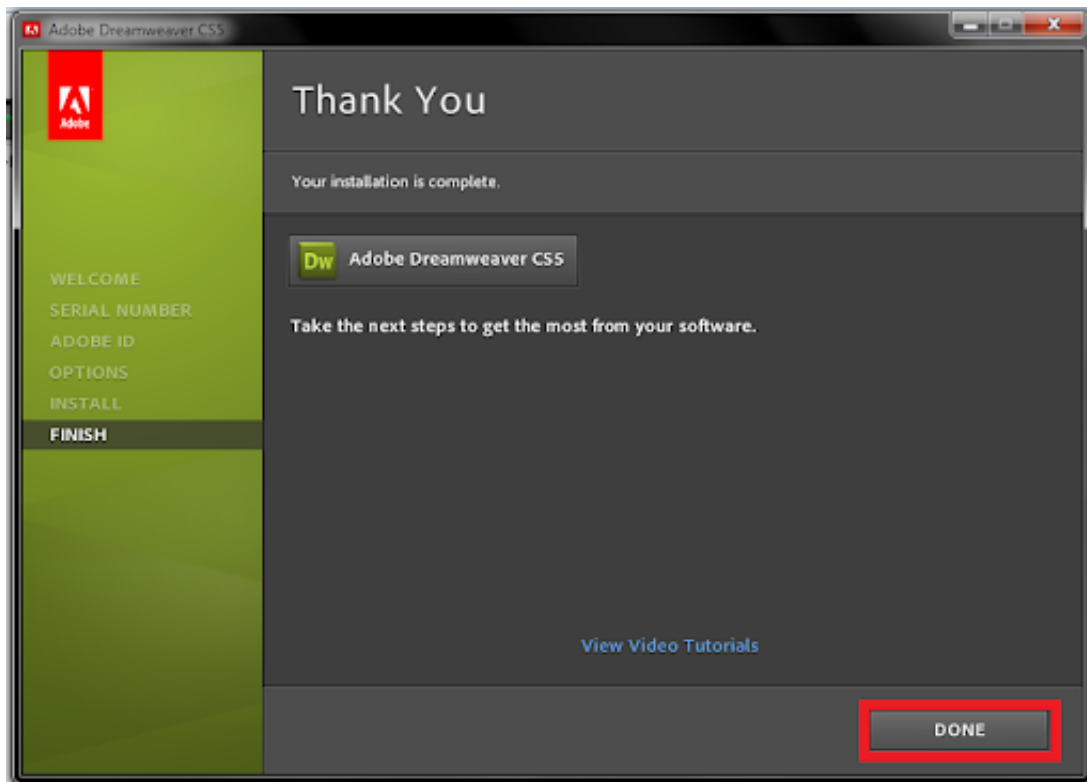 Adobe Dreamweaver CS5
Adobe
Thank You
Your installation is complete.
Dw Adobe Dreamweaver CS5
Take the next steps to get the most from your software.
WELCOME
SERIAL NUMBER
ADOBE ID
OPTIONS
INSTALL
FINISH
View Video Tutorials
DONE